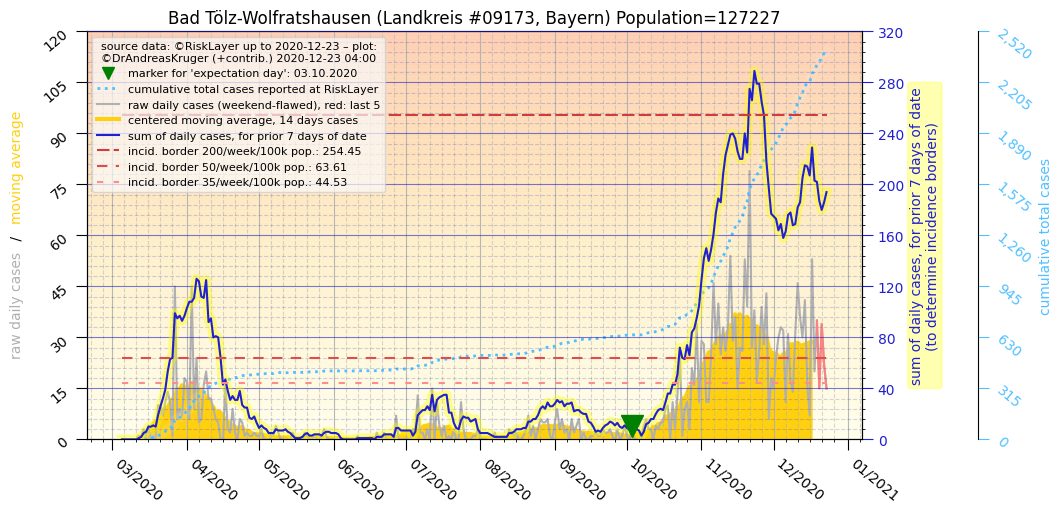 Bad Tölz-Wolfratshausen (Landkreis #09173, Bayern) Population=127227
source data: ©RiskLayer up to 2020-12-23 – plot:
©DrAndreasKruger (+contrib.) 2020-12-23 04:00
marker for 'expectation day': 03.10.2020
cumulative total cases reported at RiskLayer
raw daily cases (weekend-flawed), red: last 5
centered moving average, 14 days cases
sum of daily cases, for prior 7 days of date
incid. border 200/week/100k pop.: 254.45
incid. border 50/week/100k pop.: 63.61
incid. border 35/week/100k pop.: 44.53
raw daily cases / moving average
120
105
90
75
60
45
30
15
0
03/2020
04/2020
05/2020
06/2020
07/2020
08/2020
09/2020
10/2020
11/2020
12/2020
01/2021
320
280
240
200
160
120
80
40
0
sum of daily cases, for prior 7 days of date
(to determine incidence borders)
2,520
2,205
1,890
1,575
1,260
945
630
315
0
cumulative total cases